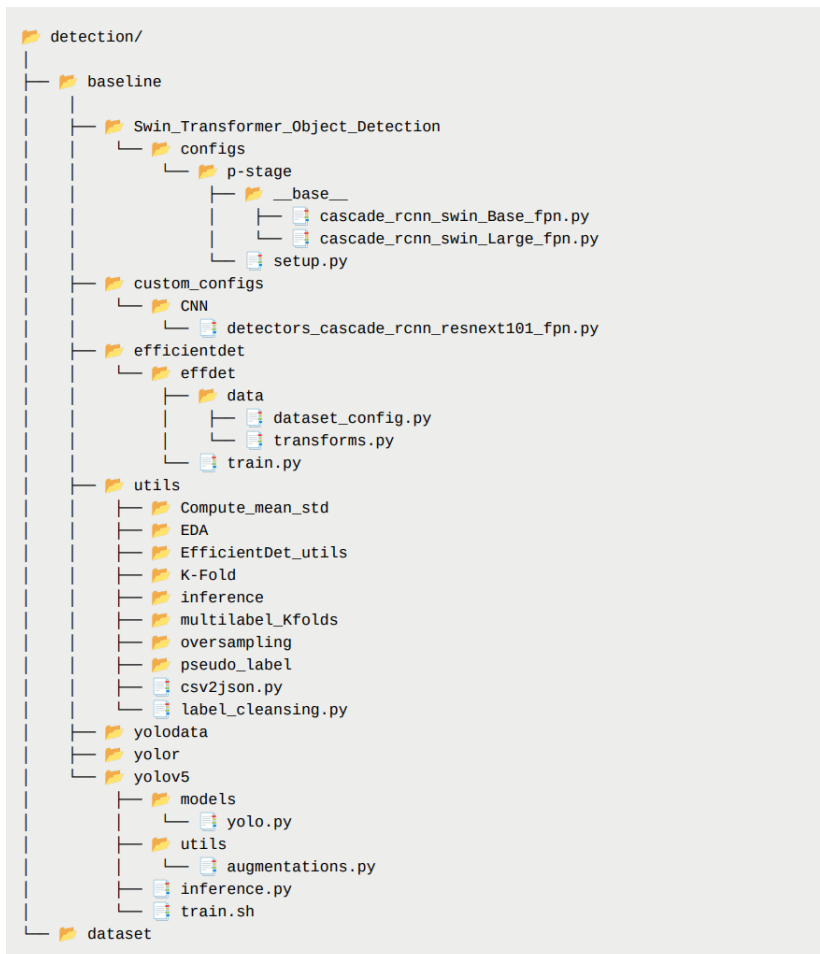 detection/
baseline
Swin_Transformer_Object_Detection
configs
p-stage
__base__
cascade_rcnn_swin_Base_fpn.py
cascade_rcnn_swin_Large_fpn.py
setup.py
custom_configs
CNN
detectors_cascade_rcnn_resnext101_fpn.py
efficientdet
effdet
data
dataset_config.py
transforms.py
train.py
utils
Compute_mean_std
EDA
EfficientDet_utils
K-Fold
inference
multilabel_Kfolds
oversampling
pseudo_label
csv2json.py
label_cleansing.py
yolodata
yolor
yolov5
models
yolo.py
utils
augmentations.py
inference.py
train.sh
dataset